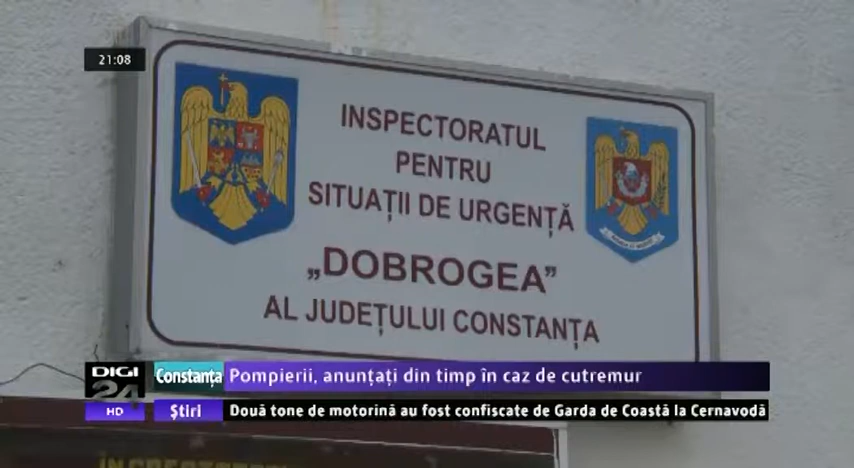 21:08
INSPECTORATUL
PENTRU
SITUAȚII DE URGENȚĂ
„DOBROGEA”
AL JUDEȚULUI CONSTANȚA
DIGI
24
HD
Constanța
Pompierii, anunțați din timp în caz de cutremur
Știri
Două tone de motorină au fost confiscate de Garda de Coastă la Cernavodă